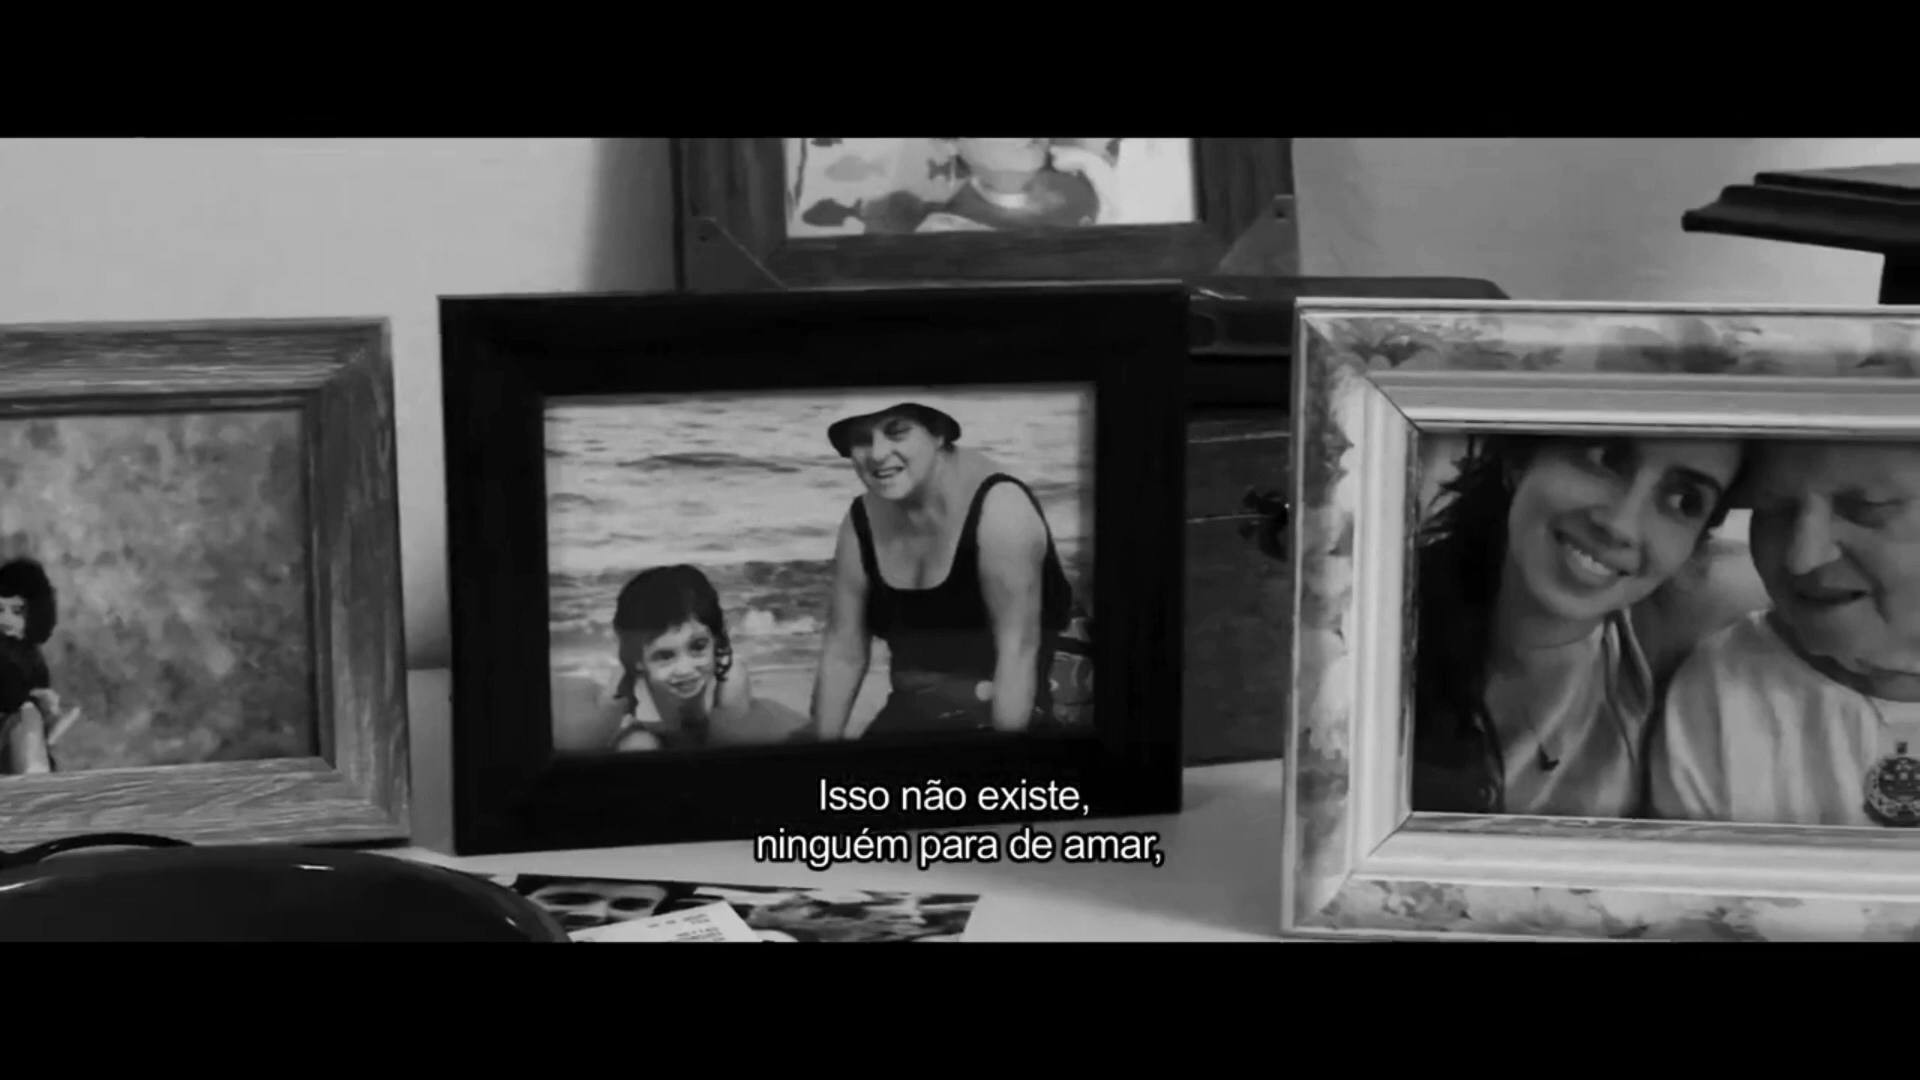 Isso não existe,
ninguém para de amar,